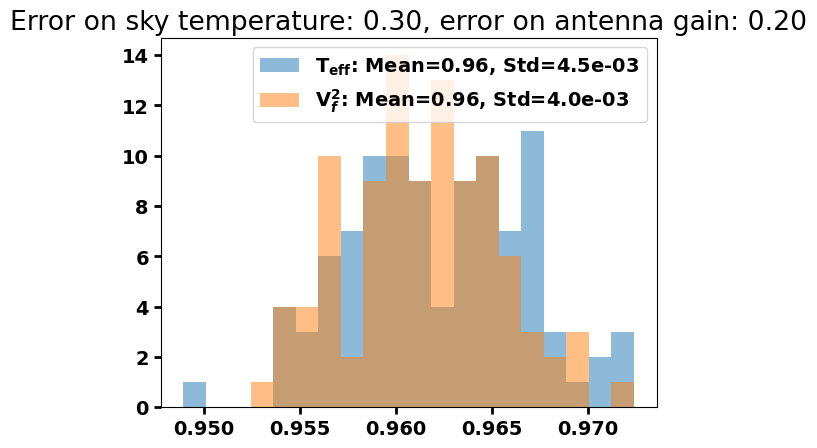 Error on sky temperature: 0.30, error on antenna gain: 0.20
14
12
10
8
6
4
2
0
T_eff: Mean=0.96, Std=4.5e-03
V_f^2: Mean=0.96, Std=4.0e-03
0.950 0.955 0.960 0.965 0.970